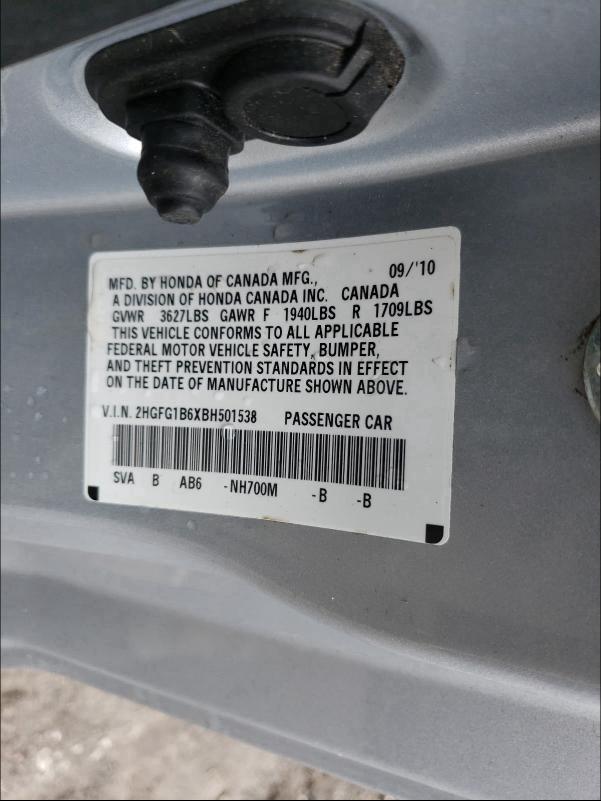 MFD. BY HONDA OF CANADA MFG., 09/'10
A DIVISION OF HONDA CANADA INC. CANADA
GVWR 3627LBS GAWR F 1940LBS R 1709LBS
THIS VEHICLE CONFORMS TO ALL APPLICABLE
FEDERAL MOTOR VEHICLE SAFETY, BUMPER,
AND THEFT PREVENTION STANDARDS IN EFFECT
ON THE DATE OF MANUFACTURE SHOWN ABOVE.
V.I.N. 2HGFG1B6XBH501538 PASSENGER CAR
SVA B AB6 -NH700M -B -B